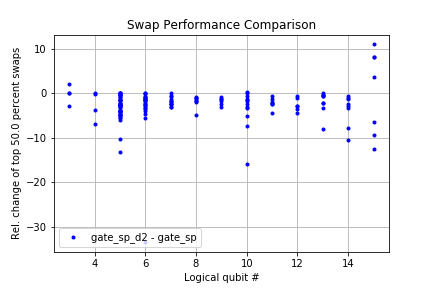 Swap Performance Comparison
Rel. change of top 50.0 percent swaps
10
0
−10
−20
−30
gate_sp_d2 - gate_sp
4
6
8
10
12
14
Logical qubit #